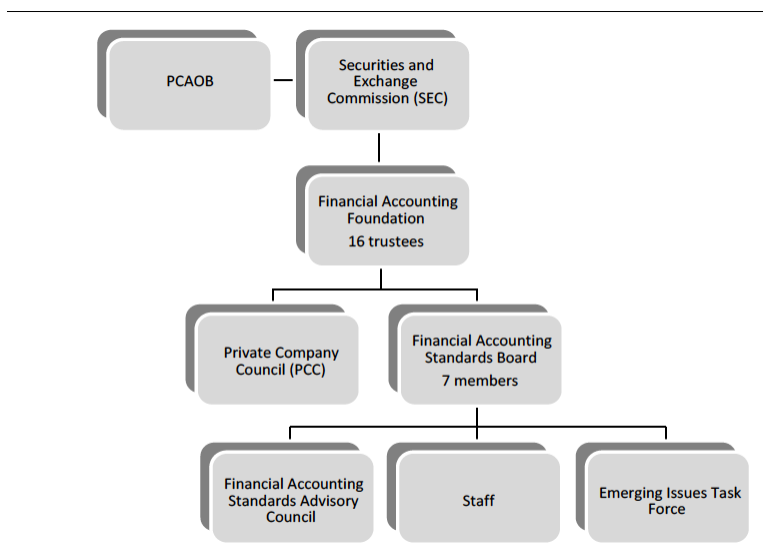 PCAOB
Securities and
Exchange
Commission (SEC)
Financial Accounting
Foundation
16 trustees
Private Company
Council (PCC)
Financial Accounting
Standards Board
7 members
Financial Accounting
Standards Advisory
Council
Staff
Emerging Issues Task
Force